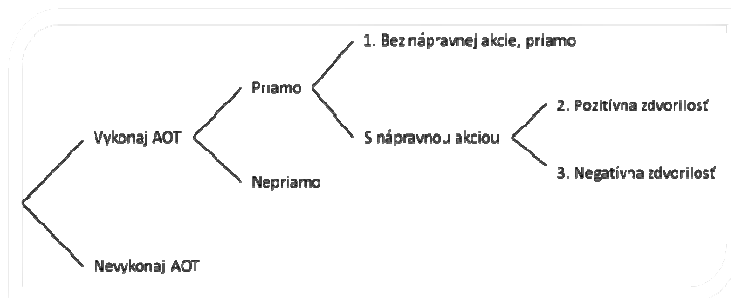 1. Bez nápravnej akcie, priamo
Priamo
2. Pozitívna zdvorilosť
Vykonaj AOT
S nápravnou akciou
3. Negatívna zdvorilosť
Nepriamo
Nevykonaj AOT